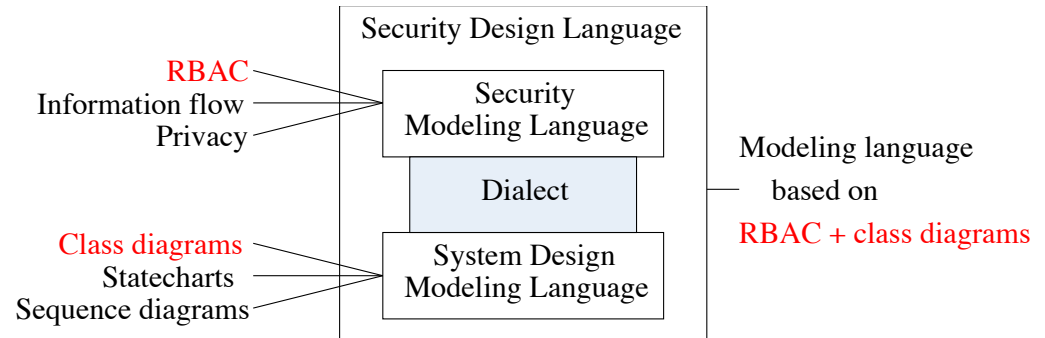 Security Design Language
RBAC
Information flow
Privacy
Security
Modeling Language
Dialect
Modeling language
based on
RBAC + class diagrams
Class diagrams
Statecharts
Sequence diagrams
System Design
Modeling Language